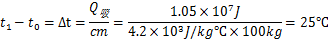 t₁ − t₀ = Δt = Q吸/cm = 1.05 × 10⁷J / 4.2 × 10³J/kg℃ × 100kg = 25℃